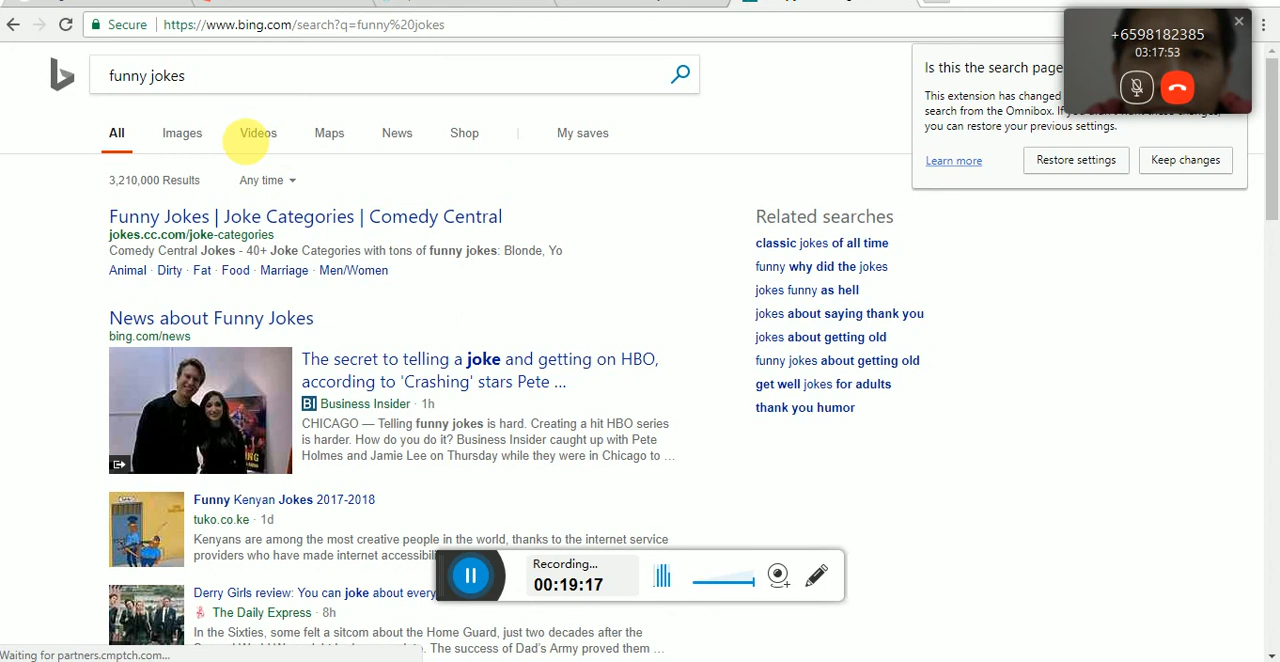 Secure
https://www.bing.com/search?q=funny%20jokes
+6598182385
03:17:53
funny jokes
Is this the search page
This extension has changed
search from the Omnibox. If you
you can restore your previous settings.
Learn more
Restore settings
Keep changes
All
Images
Videos
Maps
News
Shop
My saves
3,210,000 Results
Any time
Funny Jokes | Joke Categories | Comedy Central
jokes.cc.com/joke-categories
Comedy Central Jokes - 40+ Joke Categories with tons of funny jokes: Blonde, Yo
Animal · Dirty · Fat · Food · Marriage · Men/Women
News about Funny Jokes
bing.com/news
The secret to telling a joke and getting on HBO,
according to 'Crashing' stars Pete ...
BI Business Insider · 1h
CHICAGO — Telling funny jokes is hard. Creating a hit HBO series
is harder. How do you do it? Business Insider caught up with Pete
Holmes and Jamie Lee on Thursday while they were in Chicago to ...
Funny Kenyan Jokes 2017-2018
tuko.co.ke · 1d
Kenyans are among the most creative people in the world, thanks to the internet service
providers who have made internet
Derry Girls review: You can joke about every
The Daily Express · 8h
In the Sixties, some felt a sitcom about the Home Guard, just two decades after the
The success of Dad's Army proved them ...
Related searches
classic jokes of all time
funny why did the jokes
jokes funny as hell
jokes about saying thank you
jokes about getting old
funny jokes about getting old
get well jokes for adults
thank you humor
Recording...
00:19:17
Waiting for partners.cmptch.com...